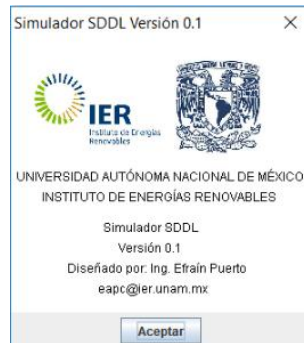 Simulador SDDL Versión 0.1
IER
Instituto de Energías
Renovables
UNIVERSIDAD AUTÓNOMA NACIONAL DE MÉXICO
INSTITUTO DE ENERGÍAS RENOVABLES
Simulador SDDL
Versión 0.1
Diseñado por: Ing. Efraín Puerto
eapc@ier.unam.mx
Aceptar